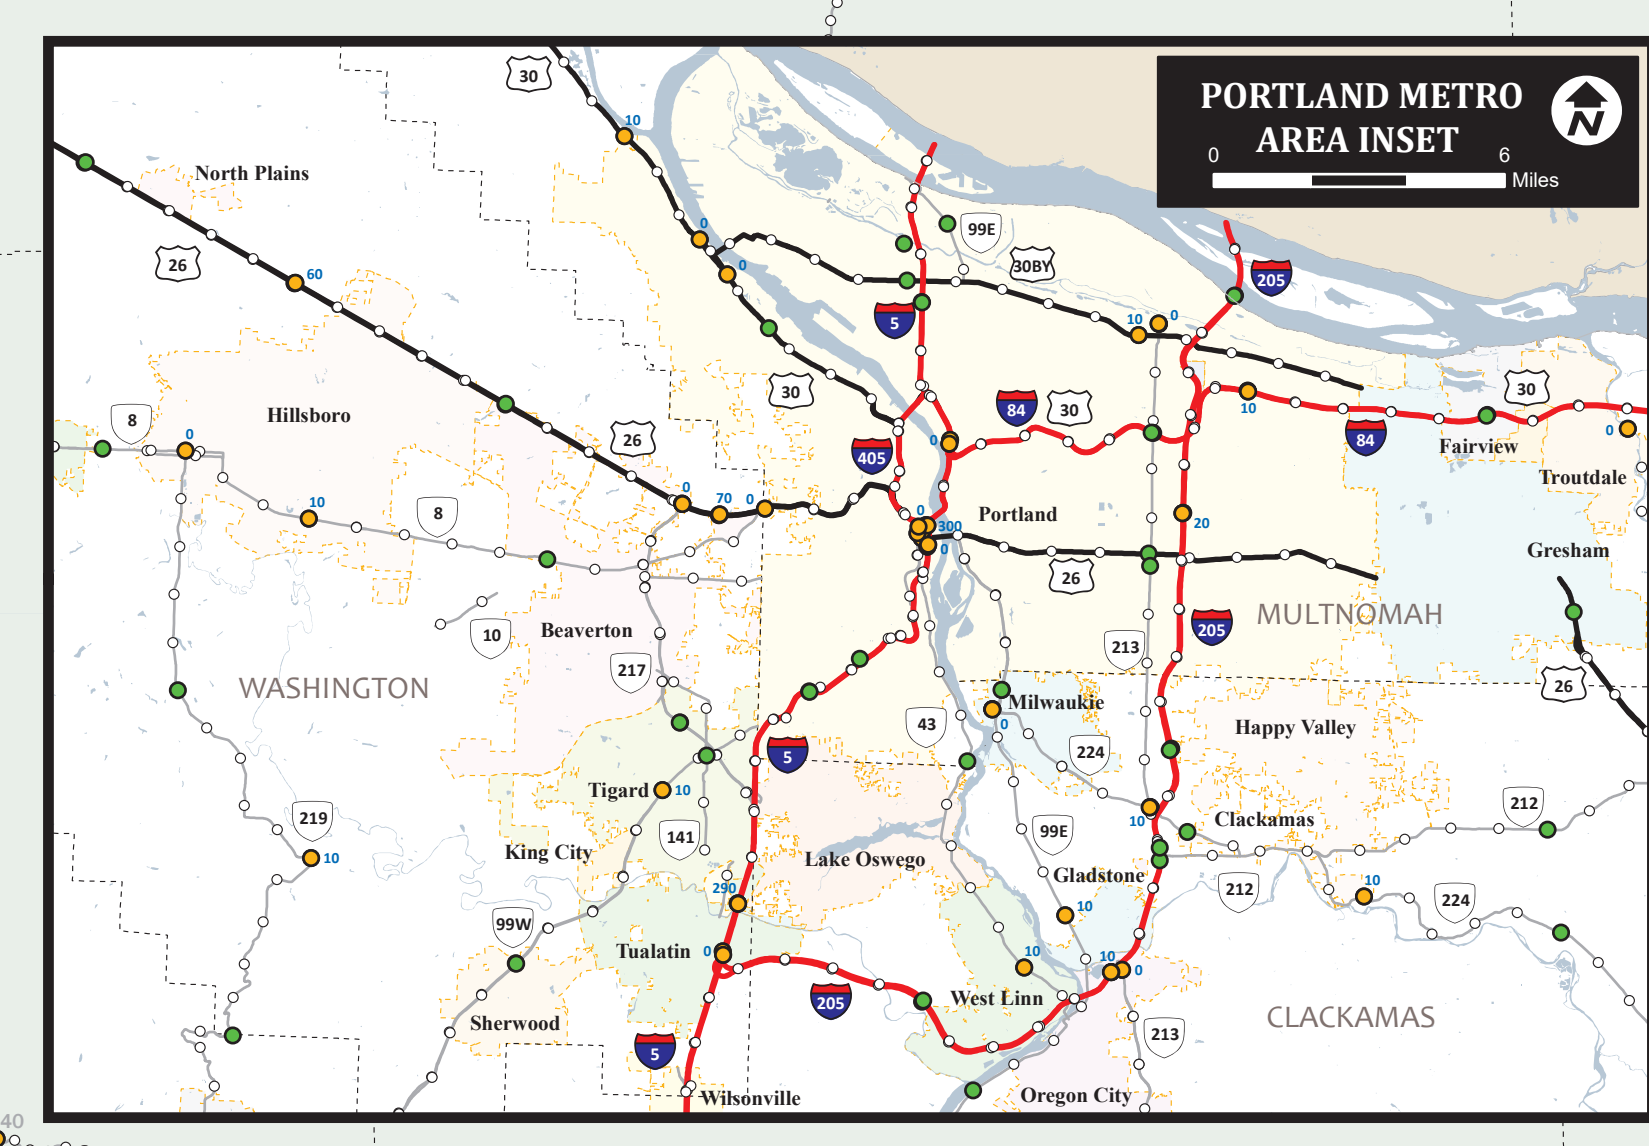 PORTLAND METRO
AREA INSET
0 6
Miles
N
30
10
North Plains
0
99E
26
60
0
30BY
205
5
10 0
8
Hillsboro
30
84 30
30
10
0
26
405
0
84
Fairview
0
Troutdale
0
70 0
10
8
0
300
Portland
20
0
26
Gresham
10
Beaverton
MULTNOMAH
205
213
217
WASHINGTON
26
Milwaukie
43
0
Happy Valley
5
224
Tigard 10
212
219
141
99E
10
Clackamas
King City
10
Lake Oswego
Gladstone
290
212
10
224
99W
10
Tualatin
0
10
10 0
205
West Linn
Sherwood
CLACKAMAS
213
5
Wilsonville
Oregon City
40